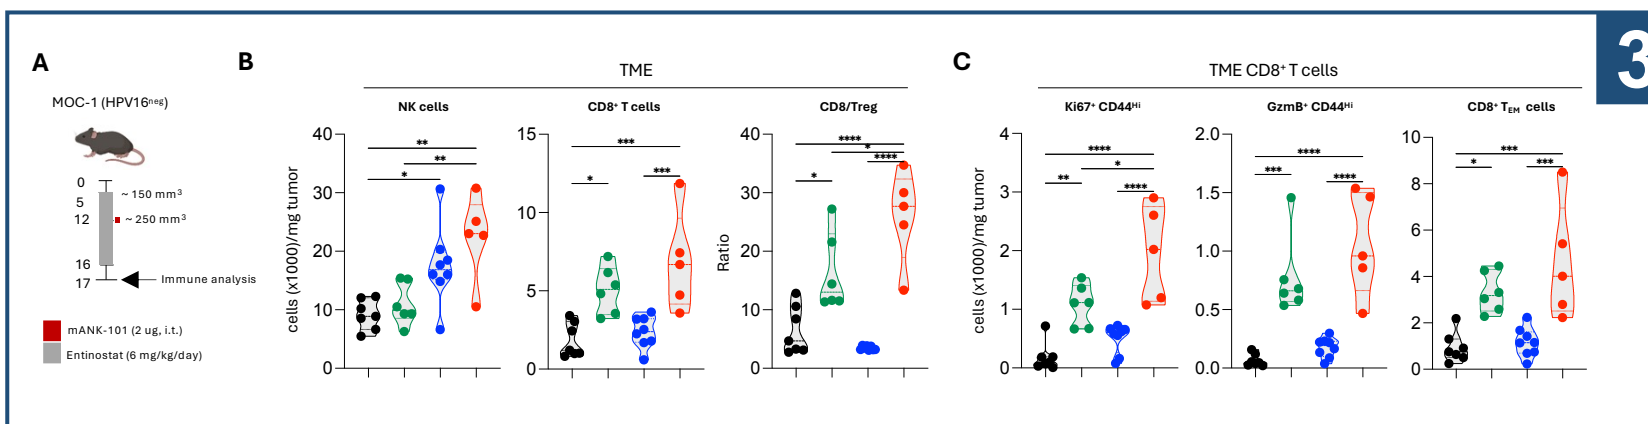 3
A
MOC-1 (HPV16neg)
0
5
12
16
17
~ 150 mm3
~ 250 mm3
Immune analysis
mANK-101 (2 ug, i.t.)
Entinostat (6 mg/kg/day)
B
TME
NK cells
cells (x1000)/mg tumor
40
30
20
10
0
**
**
*
CD8+ T cells
15
10
5
0
***
*
***
CD8/Treg
Ratio
40
30
20
10
0
****
*
****
*
C
TME CD8+ T cells
Ki67+ CD44Hi
cells (x1000)/mg tumor
4
3
2
1
0
****
*
**
****
GzmB+ CD44Hi
2.0
1.5
1.0
0.5
0.0
****
***
****
CD8+ TEM cells
10
8
6
4
2
0
***
*
***